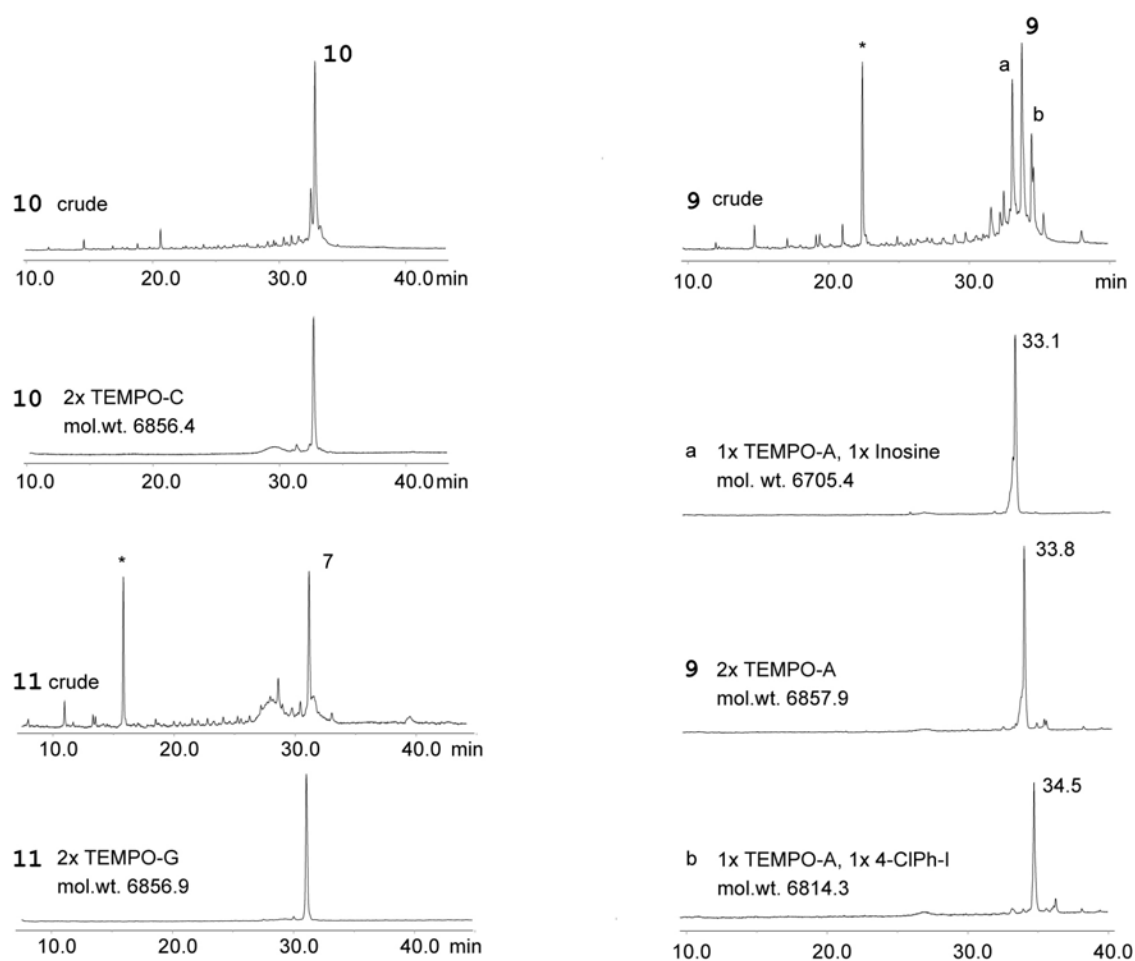 10
10 crude
10.0 20.0 30.0 40.0 min
10 2x TEMPO-C
mol.wt. 6856.4
10.0 20.0 30.0 40.0 min
* 7
11 crude
10.0 20.0 30.0 40.0 min
11 2x TEMPO-G
mol.wt. 6856.9
10.0 20.0 30.0 40.0 min
9
*
a
b
9 crude
10.0 20.0 30.0 min
33.1
a 1x TEMPO-A, 1x Inosine
mol. wt. 6705.4
33.8
9 2x TEMPO-A
mol.wt. 6857.9
34.5
b 1x TEMPO-A, 1x 4-ClPh-I
mol.wt. 6814.3
10.0 20.0 30.0 40.0